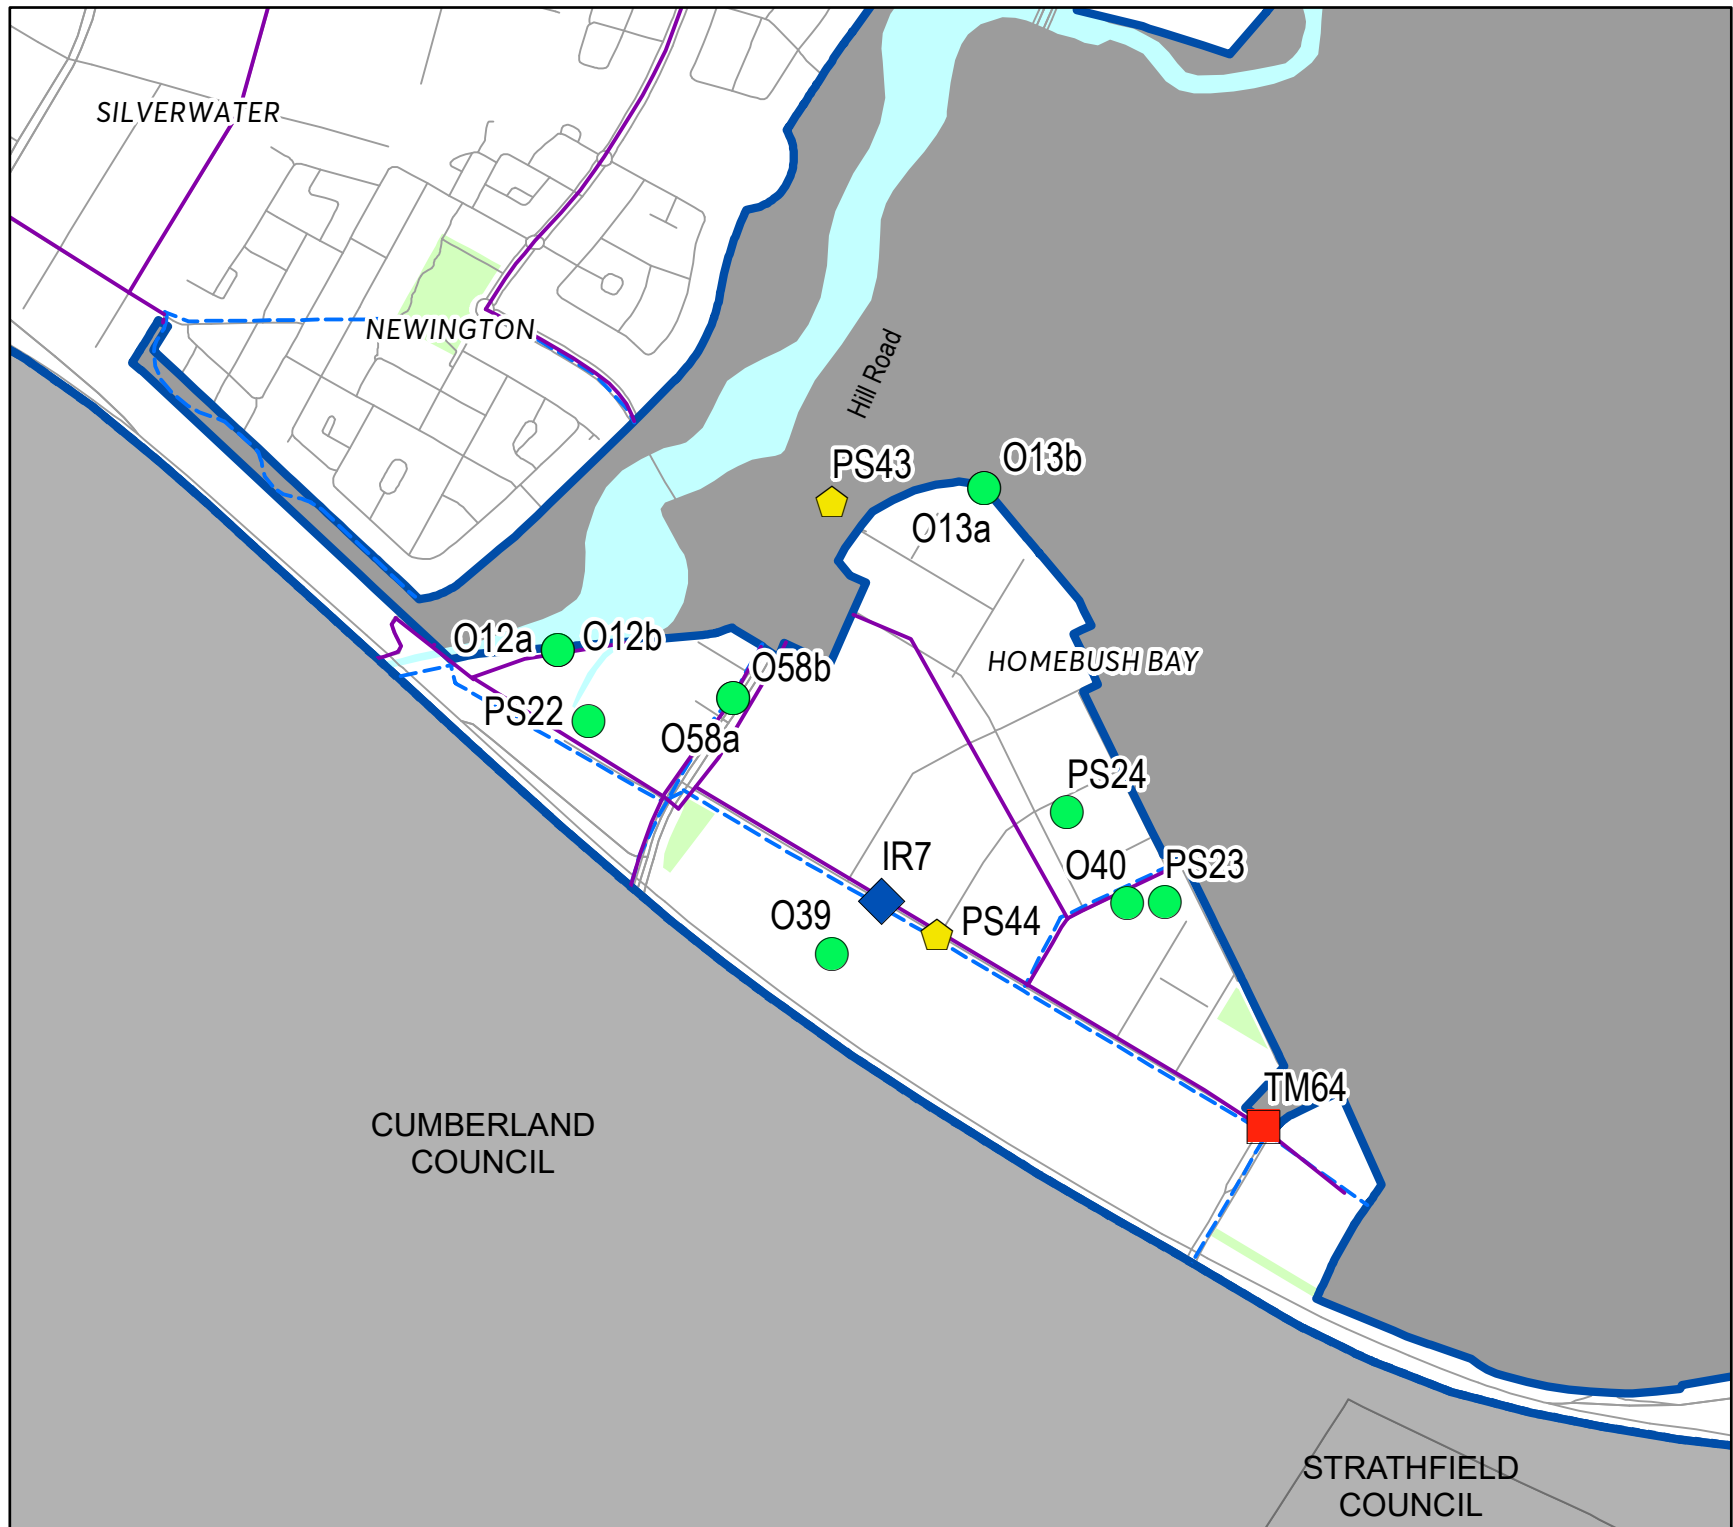 SILVERWATER
NEWINGTON
Hill Road
PS43
O13b
O13a
O12a
O12b
O58b
HOMEBUSH BAY
PS22
O58a
PS24
IR7
O40
PS23
O39
PS44
TM64
CUMBERLAND
COUNCIL
STRATHFIELD
COUNCIL